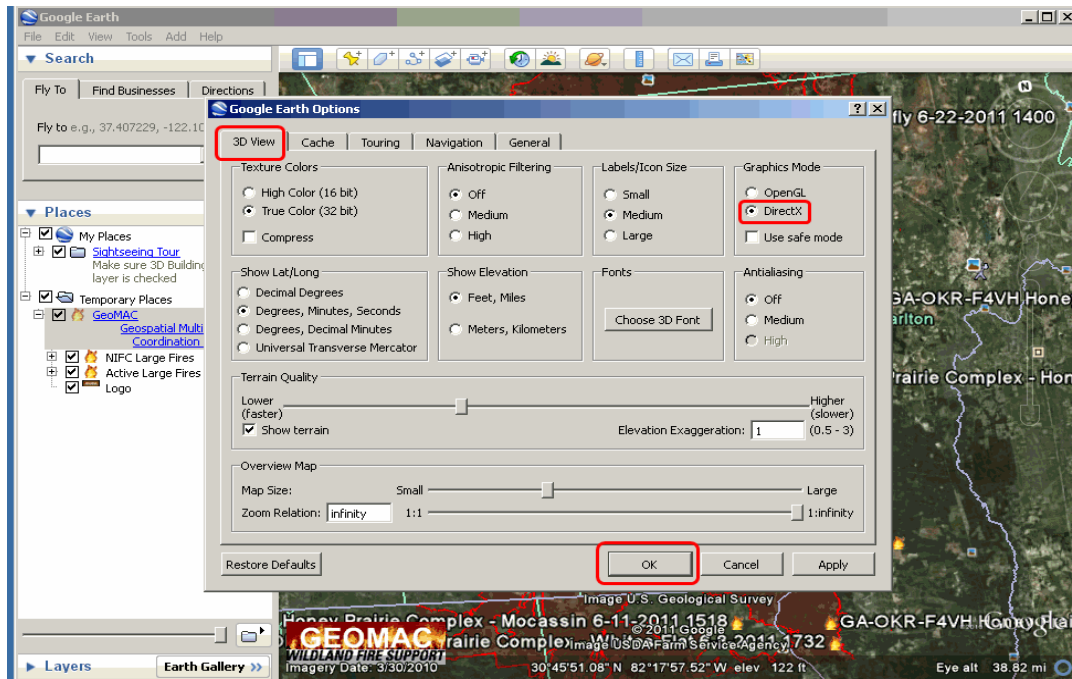 Google Earth
File Edit View Tools Add Help
Search
Fly To Find Businesses Directions
Fly to e.g., 37.407229, -122.10
Places
My Places
Sightseeing Tour
Make sure 3D Building
layer is checked
Temporary Places
GeoMAC
Geospatial Multi
Coordination
NIFC Large Fires
Active Large Fires
Logo
Layers
Earth Gallery >>
Google Earth Options
3D View Cache Touring Navigation General
Texture Colors
High Color (16 bit)
True Color (32 bit)
Compress
Anisotropic Filtering
Off
Medium
High
Labels/Icon Size
Small
Medium
Large
Graphics Mode
OpenGL
DirectX
Use safe mode
Show Lat/Long
Decimal Degrees
Degrees, Minutes, Seconds
Degrees, Decimal Minutes
Universal Transverse Mercator
Show Elevation
Feet, Miles
Meters, Kilometers
Fonts
Choose 3D Font
Antialiasing
Off
Medium
High
Terrain Quality
Lower
(faster)
Higher
(slower)
Show terrain
Elevation Exaggeration: 1 (0.5 - 3)
Overview Map
Map Size: Small Large
Zoom Relation: infinity 1:1 1:infinity
Restore Defaults OK Cancel Apply
N
fly 6-22-2011 1400
GA-OKR-F4VH Hone
arlton
rairie Complex - Hon
Image U.S. Geological Survey
Honey Prairie Complex - Mocassin 6-11-2011 1518
© 2011 Google
GA-OKR-F4VH Honey Prai
Google
rairie Complex
Image USDA Farm Service Agency
2011 1732
GEOMAC
WILDLAND FIRE SUPPORT
Imagery Date: 3/30/2010 30°45'51.08" N 82°17'57.52" W elev 122 ft Eye alt 38.82 mi